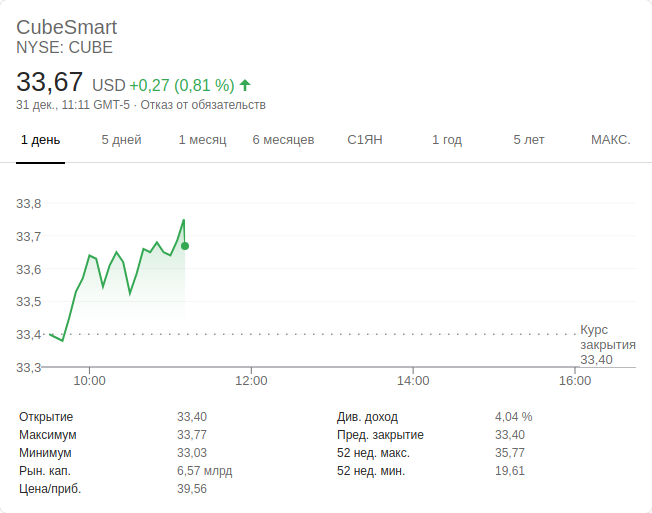 CubeSmart
NYSE: CUBE
33,67 USD +0,27 (0,81 %)
31 дек., 11:11 GMT-5 · Отказ от обязательств
1 день 5 дней 1 месяц 6 месяцев С1ЯН 1 год 5 лет МАКС.
33,8
33,7
33,6
33,5
33,4
33,3
Курс
закрытия
33,40
10:00 12:00 14:00 16:00
Открытие 33,40 Див. доход 4,04 %
Максимум 33,77 Пред. закрытие 33,40
Минимум 33,03 52 нед. макс. 35,77
Рын. кап. 6,57 млрд 52 нед. мин. 19,61
Цена/приб. 39,56